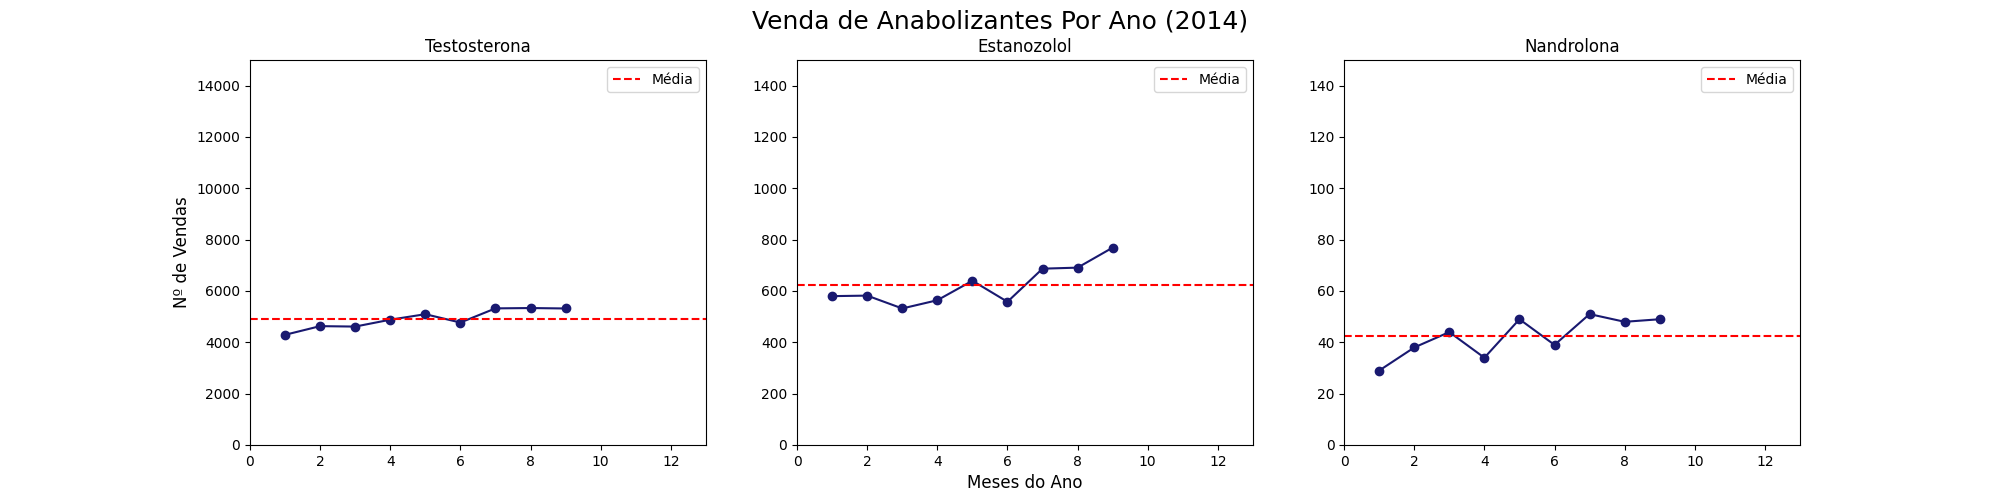 Venda de Anabolizantes Por Ano (2014)
Testosterona
Média
14000
12000
10000
8000
6000
4000
2000
0
0 2 4 6 8 10 12
Nº de Vendas
Estanozolol
Média
1400
1200
1000
800
600
400
200
0
0 2 4 6 8 10 12
Meses do Ano
Nandrolona
Média
140
120
100
80
60
40
20
0
0 2 4 6 8 10 12